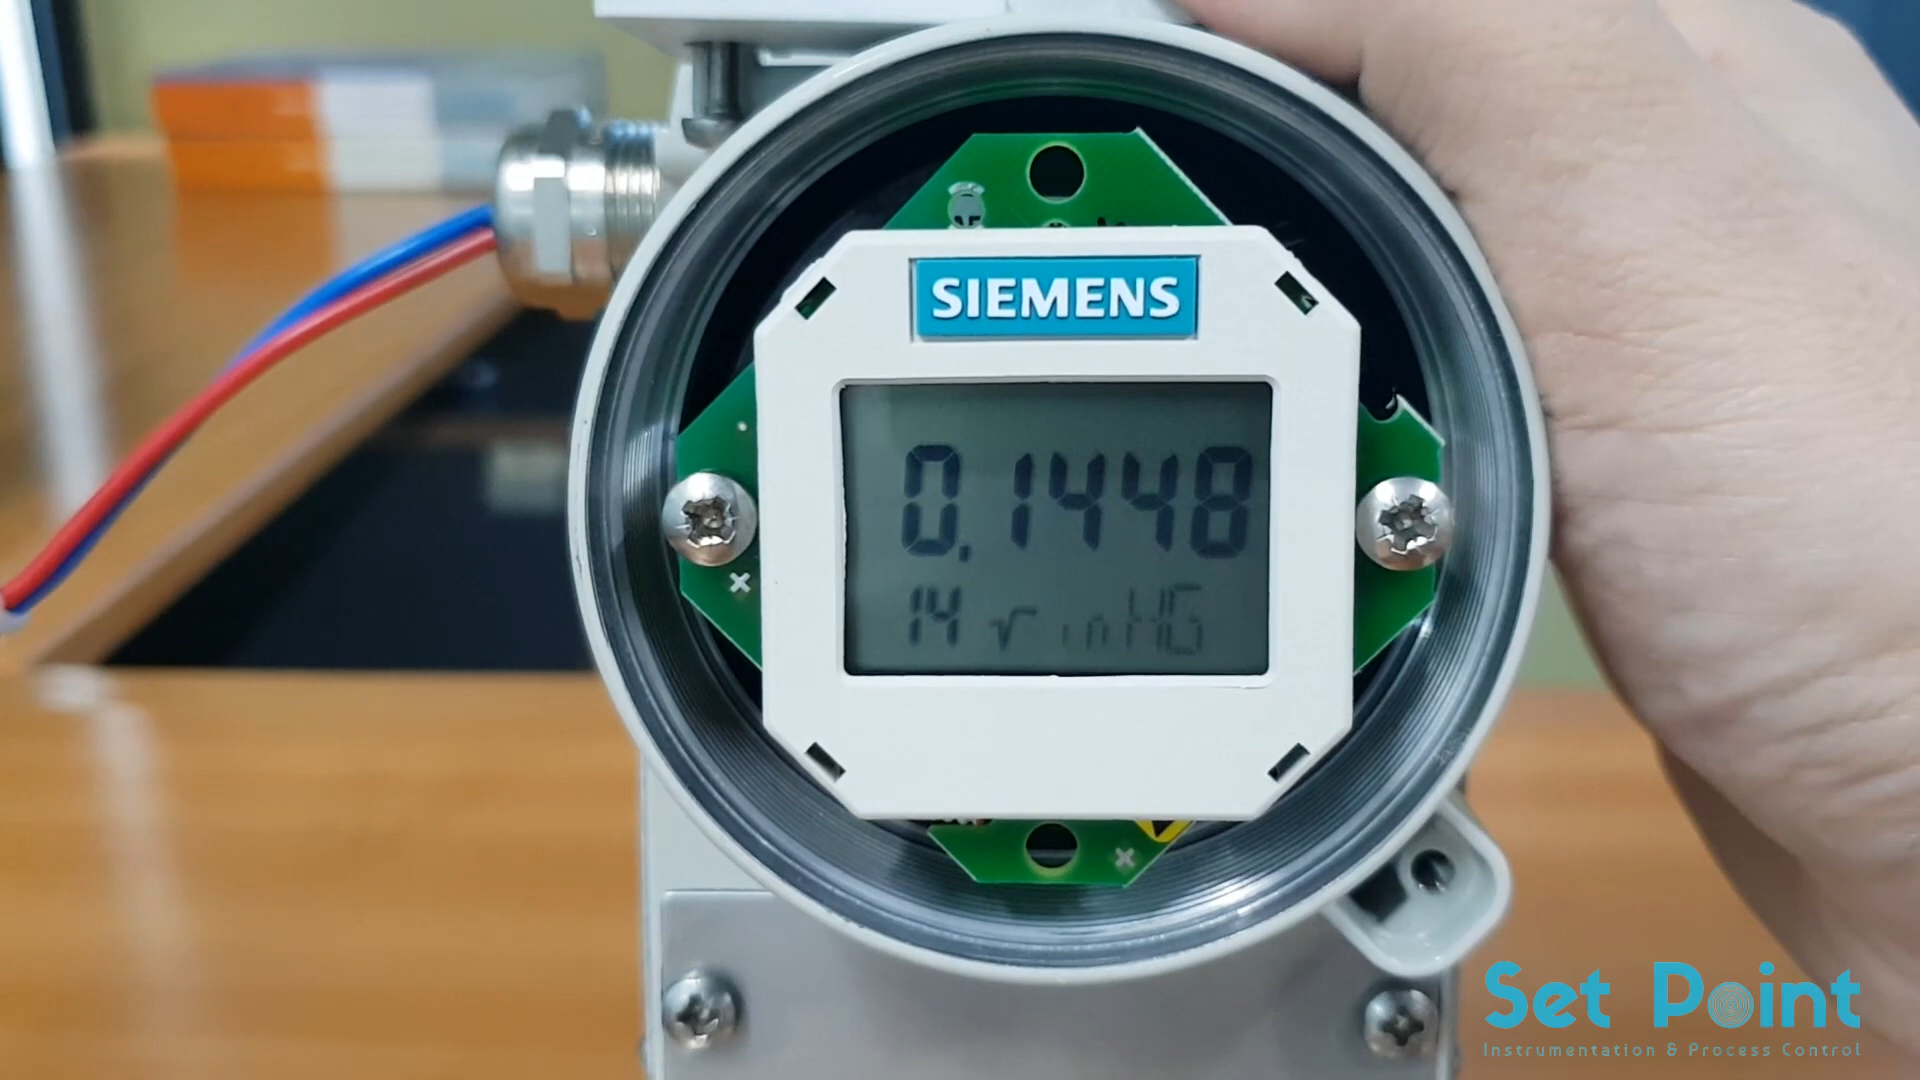 SIEMENS
0.1448
14 √ inHG
Set Point
Instrumentation & Process Control